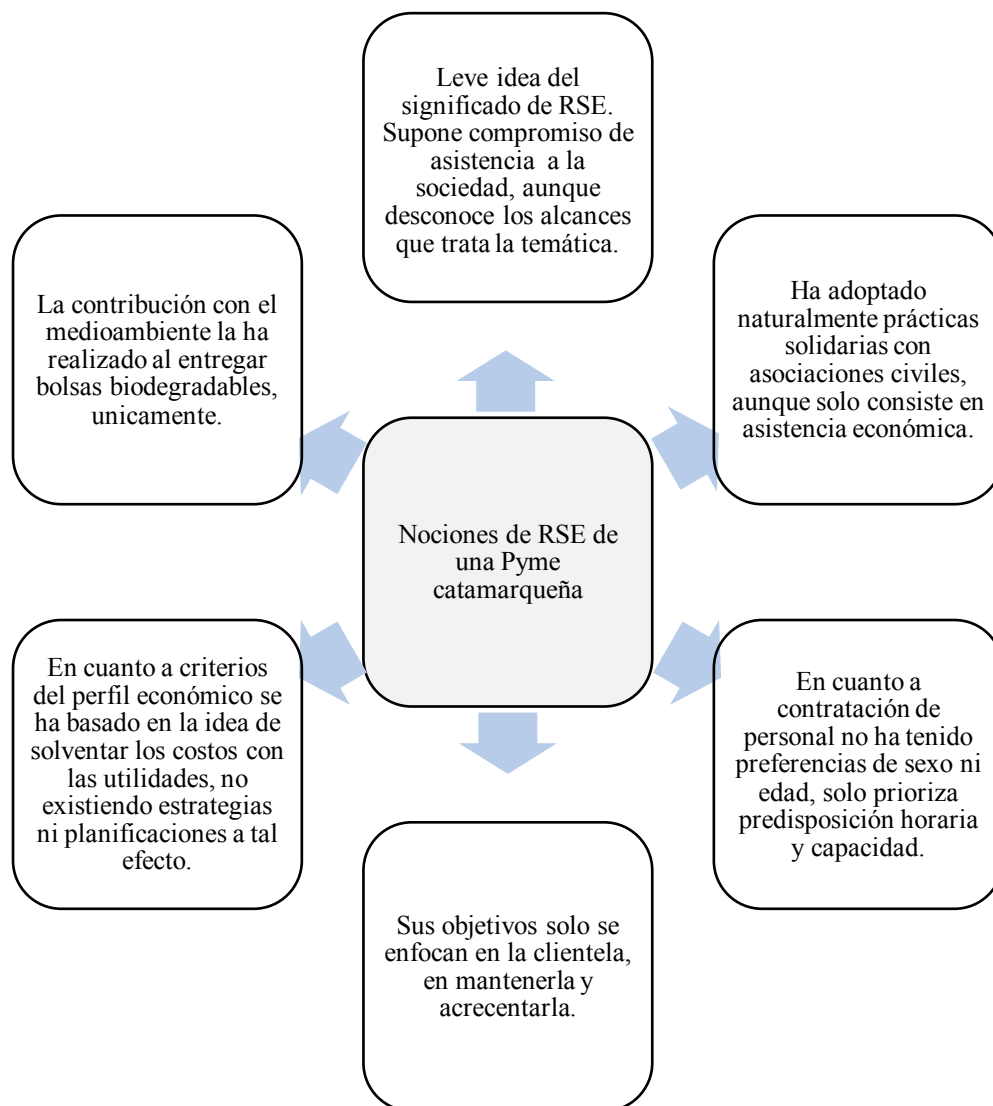 Leve idea del
significado de RSE.
Supone compromiso de
asistencia a la
sociedad, aunque
desconoce los alcances
que trata la temática.
Ha adoptado
naturalmente prácticas
solidarias con
asociaciones civiles,
aunque solo consiste en
asistencia económica.
En cuanto a
contratación de
personal no ha tenido
preferencias de sexo ni
edad, solo prioriza
predisposición horaria
y capacidad.
Sus objetivos solo se
enfocan en la clientela,
en mantenerla y
acrecentarla.
En cuanto a criterios
del perfil económico se
ha basado en la idea de
solventar los costos con
las utilidades, no
existiendo estrategias
ni planificaciones a tal
efecto.
La contribución con el
medioambiente la ha
realizado al entregar
bolsas biodegradables,
unicamente.
Nociones de RSE de
una Pyme
catamarqueña